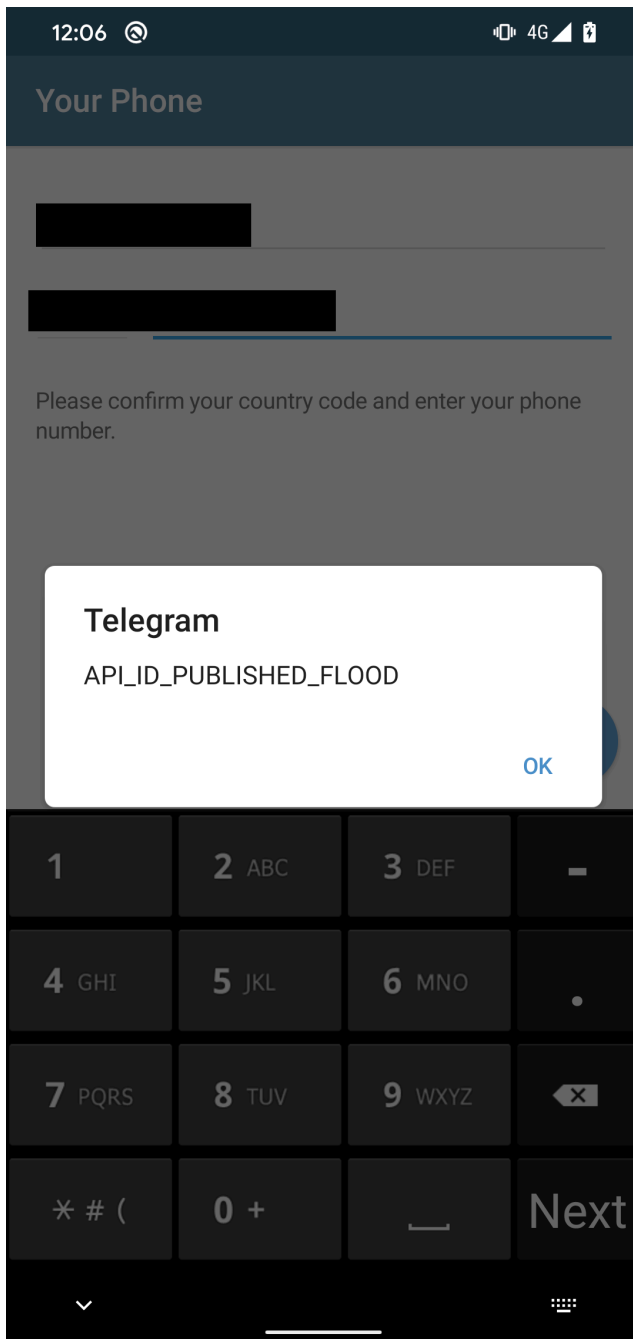 12:06 4G
Your Phone
Please confirm your country code and enter your phone
number.
Telegram
API_ID_PUBLISHED_FLOOD
OK
1 2 ABC 3 DEF -
4 GHI 5 JKL 6 MNO .
7 PQRS 8 TUV 9 WXYZ
* # ( 0 + Next